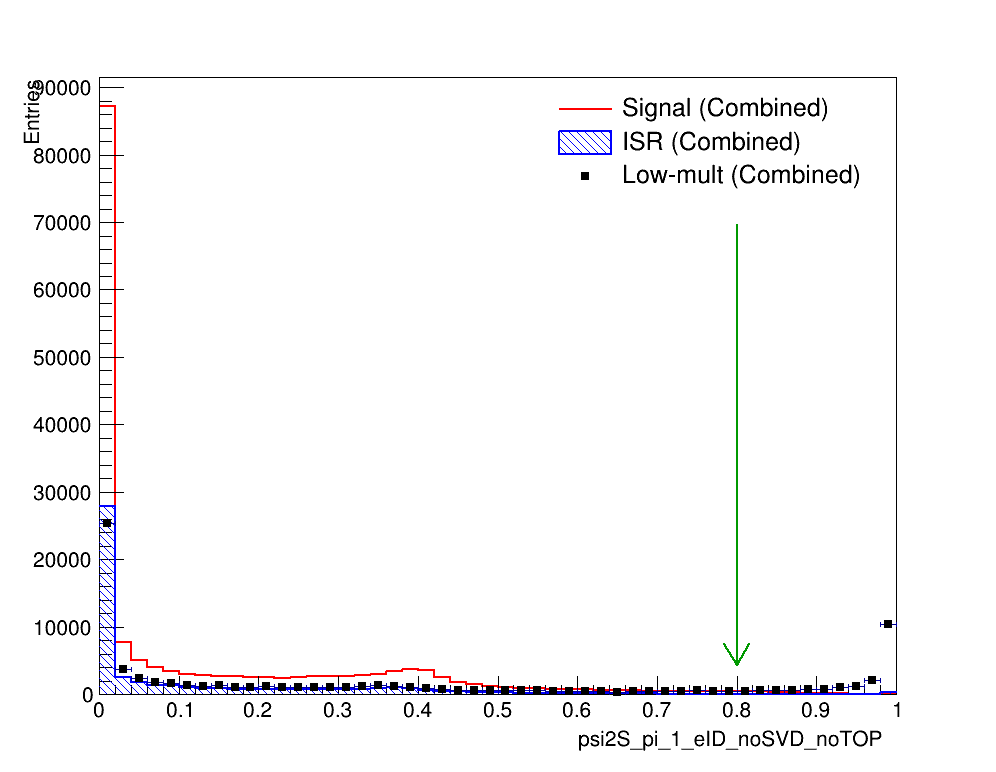 Entries
90000
80000
70000
60000
50000
40000
30000
20000
10000
0
Signal (Combined)
ISR (Combined)
Low-mult (Combined)
0 0.1 0.2 0.3 0.4 0.5 0.6 0.7 0.8 0.9 1
psi2S_pi_1_eID_noSVD_noTOP